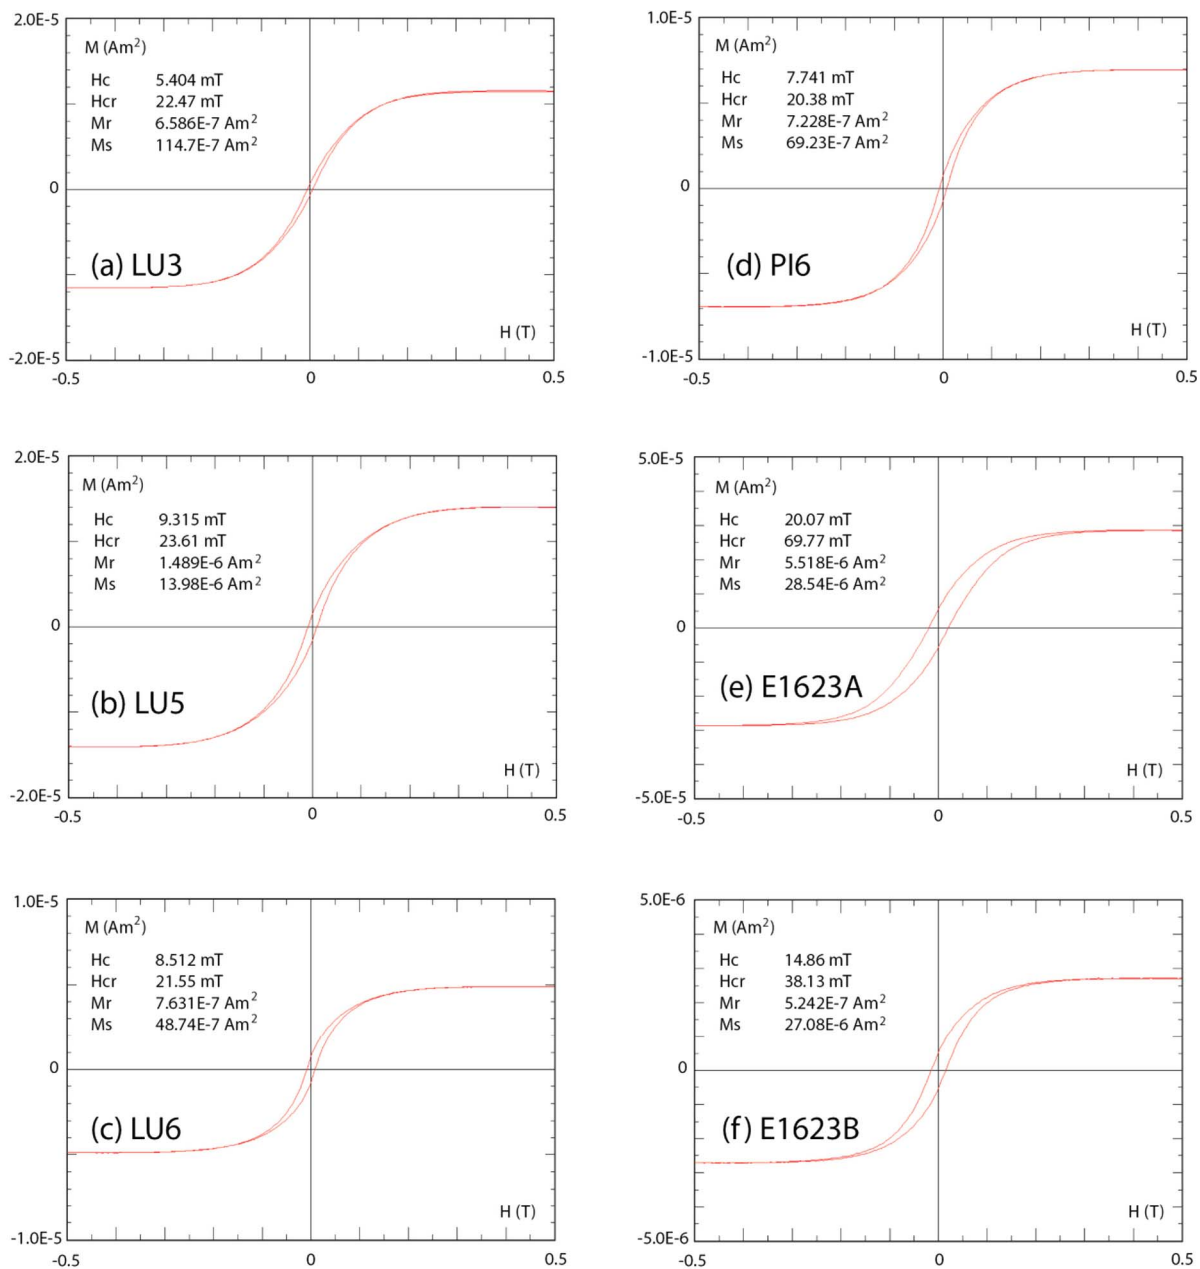 2.0E-5
M (Am²)
Hc 5.404 mT
Hcr 22.47 mT
Mr 6.586E-7 Am²
Ms 114.7E-7 Am²
0
(a) LU3
H (T)
-2.0E-5
-0.5 0 0.5
1.0E-5
M (Am²)
Hc 7.741 mT
Hcr 20.38 mT
Mr 7.228E-7 Am²
Ms 69.23E-7 Am²
0
(d) PI6
H (T)
-1.0E-5
-0.5 0 0.5
2.0E-5
M (Am²)
Hc 9.315 mT
Hcr 23.61 mT
Mr 1.489E-6 Am²
Ms 13.98E-6 Am²
0
(b) LU5
H (T)
-2.0E-5
-0.5 0 0.5
5.0E-5
M (Am²)
Hc 20.07 mT
Hcr 69.77 mT
Mr 5.518E-6 Am²
Ms 28.54E-6 Am²
0
(e) E1623A
H (T)
-5.0E-5
-0.5 0 0.5
1.0E-5
M (Am²)
Hc 8.512 mT
Hcr 21.55 mT
Mr 7.631E-7 Am²
Ms 48.74E-7 Am²
0
(c) LU6
H (T)
-1.0E-5
-0.5 0 0.5
5.0E-6
M (Am²)
Hc 14.86 mT
Hcr 38.13 mT
Mr 5.242E-7 Am²
Ms 27.08E-6 Am²
0
(f) E1623B
H (T)
-5.0E-6
-0.5 0 0.5